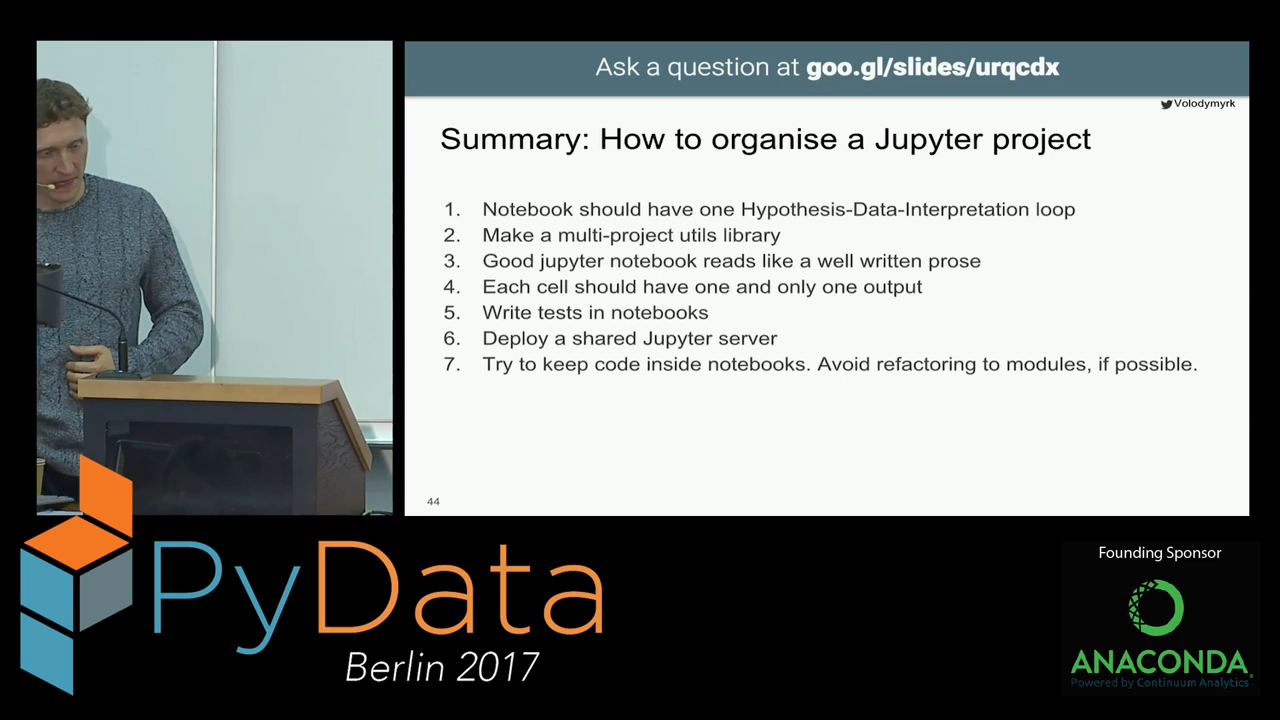 Ask a question at goo.gl/slides/urqcdx
Volodymyrk
Summary: How to organise a Jupyter project
1. Notebook should have one Hypothesis-Data-Interpretation loop
2. Make a multi-project utils library
3. Good jupyter notebook reads like a well written prose
4. Each cell should have one and only one output
5. Write tests in notebooks
6. Deploy a shared Jupyter server
7. Try to keep code inside notebooks. Avoid refactoring to modules, if possible.
44
PyData
Berlin 2017
Founding Sponsor
ANACONDA
Powered by Continuum Analytics